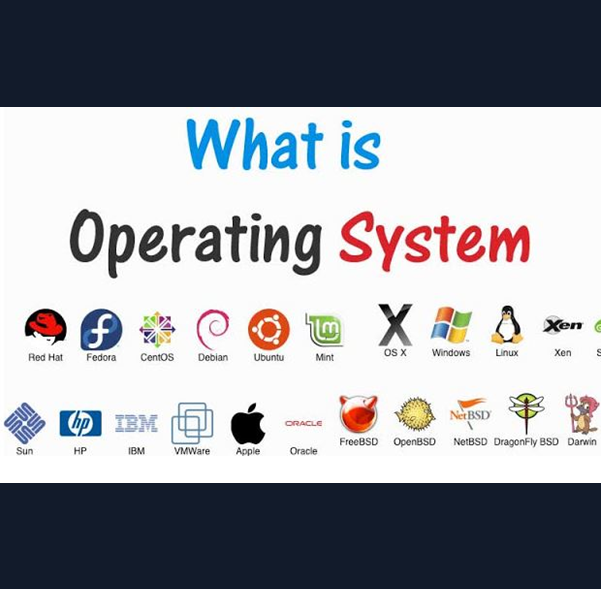 What is
Operating System
Red Hat Fedora CentOS Debian Ubuntu Mint OS X Windows Linux Xen
Xen
lm
X
hp IBM ORACLE NetBSD
Sun HP IBM VMWare Apple Oracle FreeBSD OpenBSD NetBSD DragonFly BSD Darwin